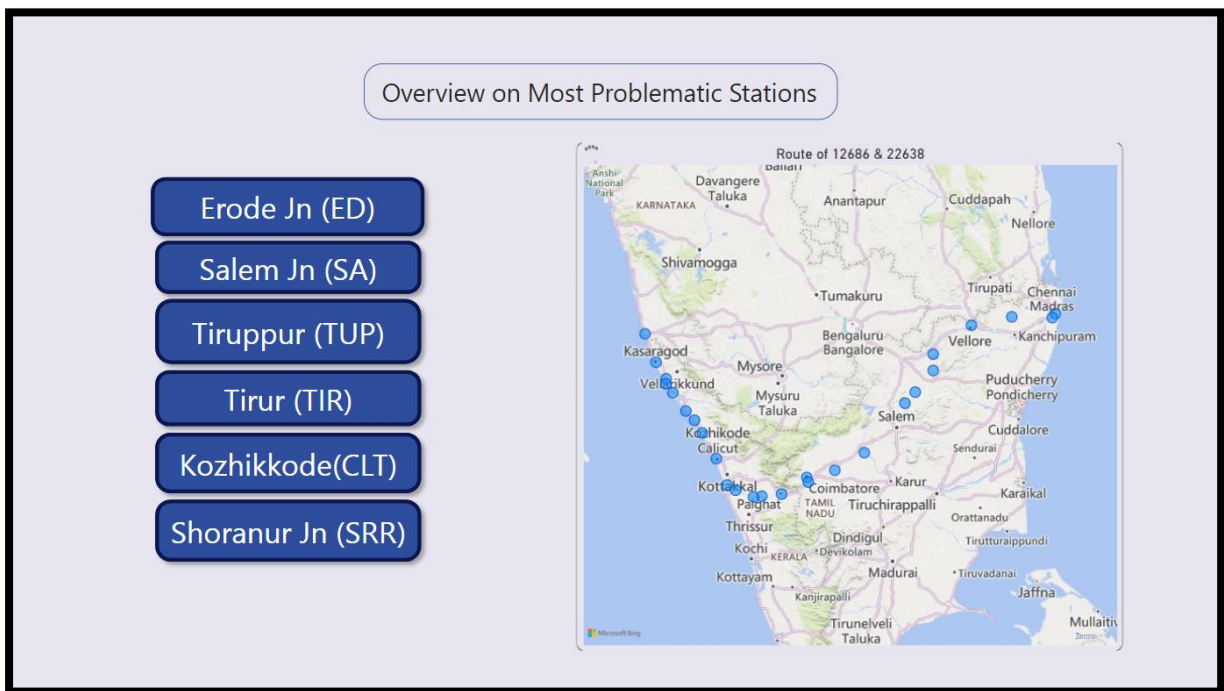 Overview on Most Problematic Stations
Erode Jn (ED)
Salem Jn (SA)
Tiruppur (TUP)
Tirur (TIR)
Kozhikkode(CLT)
Shoranur Jn (SRR)
Route of 12686 & 22638
Anshi
National
Park
Davangere
Taluka
KARNATAKA
Ballari
Anantapur
Cuddapah
Nellore
Shivamogga
Tumakuru
Tirupati
Chennai
Madras
Bengaluru
Bangalore
Vellore
Kanchipuram
Kasaragod
Mysore
Mysuru
Taluka
Puducherry
Pondicherry
Salem
Cuddalore
Kozhikode
Calicut
Sendurai
Kottakkal
Coimbatore
Karur
Karaikal
Palghat
TAMIL
NADU
Tiruchirappalli
Orattanadu
Thrissur
Dindigul
Tirutturaippundi
Kochi
KERALA
Devikolam
Kottayam
Madurai
Tiruvadanai
Jaffna
Kanjirapalli
Tirunelveli
Taluka
Mullaitiv
Microsoft Bing
Terms